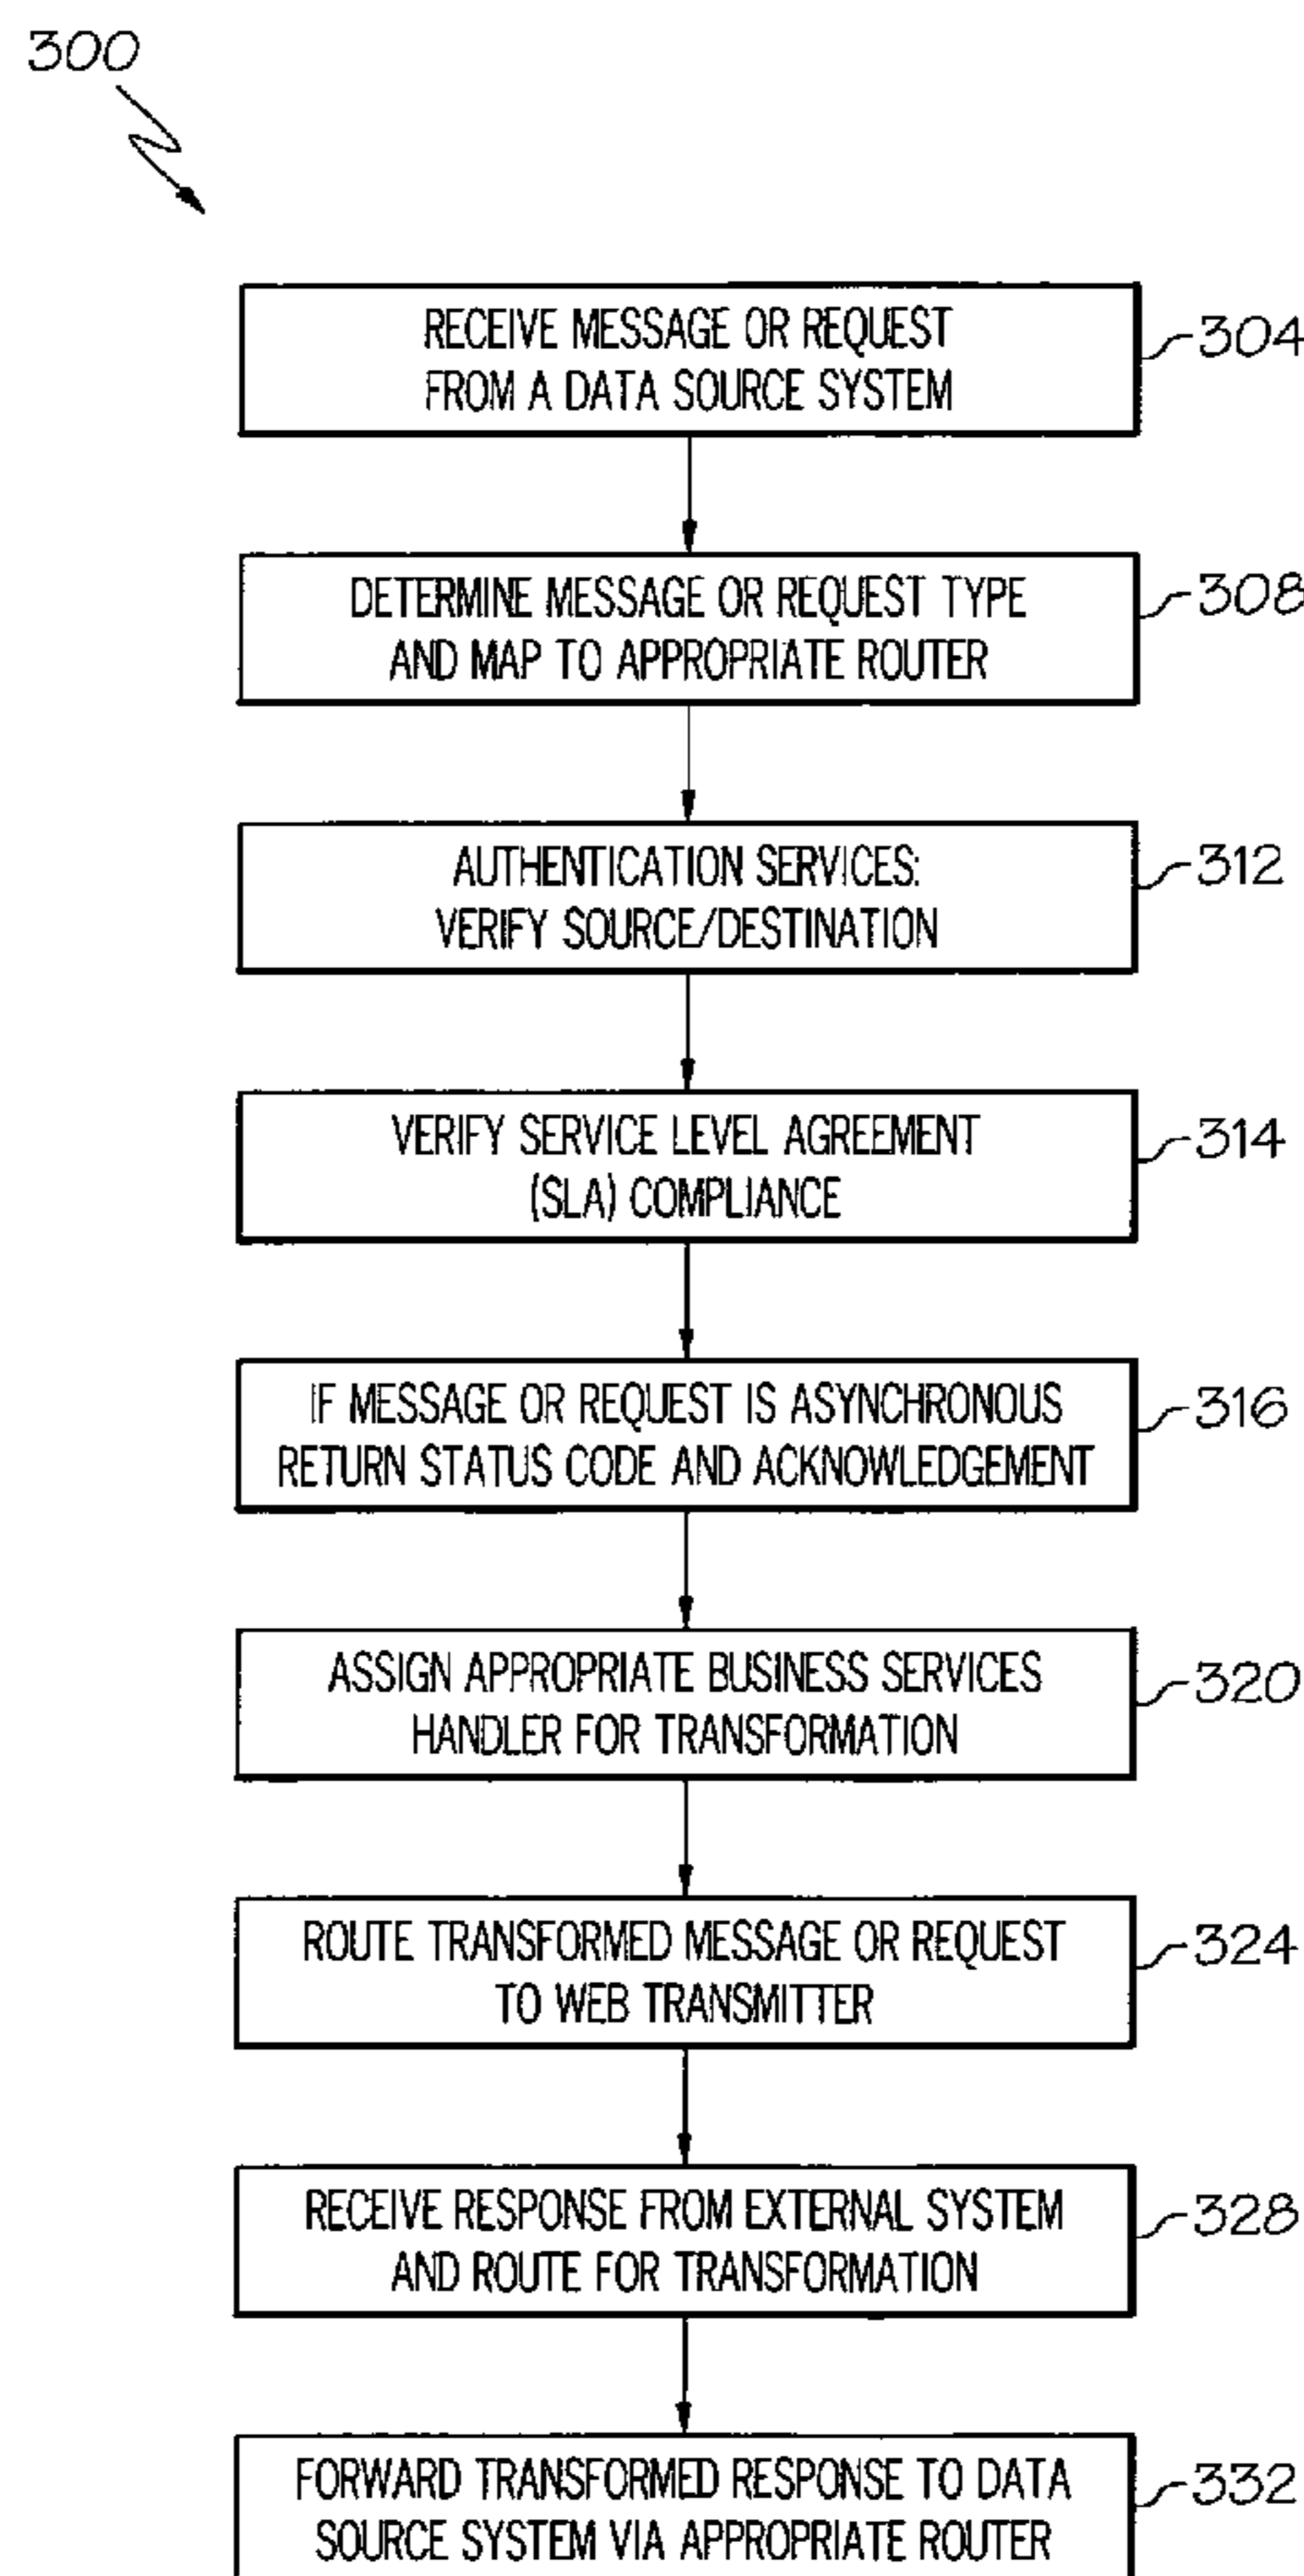 300
RECEIVE MESSAGE OR REQUEST
FROM A DATA SOURCE SYSTEM
304
DETERMINE MESSAGE OR REQUEST TYPE
AND MAP TO APPROPRIATE ROUTER
308
AUTHENTICATION SERVICES:
VERIFY SOURCE/DESTINATION
312
VERIFY SERVICE LEVEL AGREEMENT
(SLA) COMPLIANCE
314
IF MESSAGE OR REQUEST IS ASYNCHRONOUS
RETURN STATUS CODE AND ACKNOWLEDGEMENT
316
ASSIGN APPROPRIATE BUSINESS SERVICES
HANDLER FOR TRANSFORMATION
320
ROUTE TRANSFORMED MESSAGE OR REQUEST
TO WEB TRANSMITTER
324
RECEIVE RESPONSE FROM EXTERNAL SYSTEM
AND ROUTE FOR TRANSFORMATION
328
FORWARD TRANSFORMED RESPONSE TO DATA
SOURCE SYSTEM VIA APPROPRIATE ROUTER
332